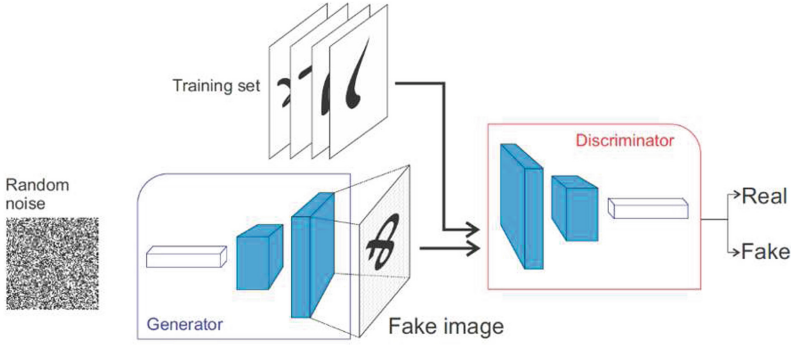 Training set
Random
noise
Generator
Fake image
Discriminator
Real
Fake